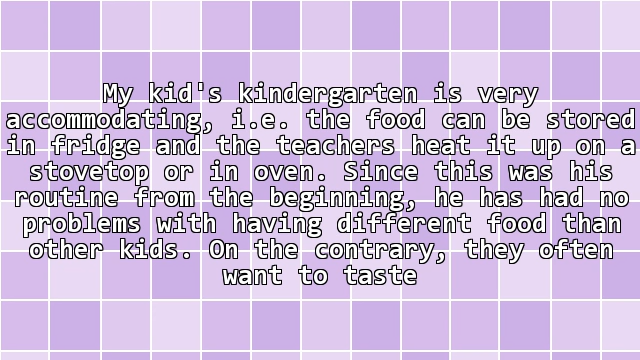 My kid's kindergarten is very
accommodating, i.e. the food can be stored
in fridge and the teachers heat it up on a
stovetop or in oven. Since this was his
routine from the beginning, he has had no
problems with having different food than
other kids. On the contrary, they often
want to taste